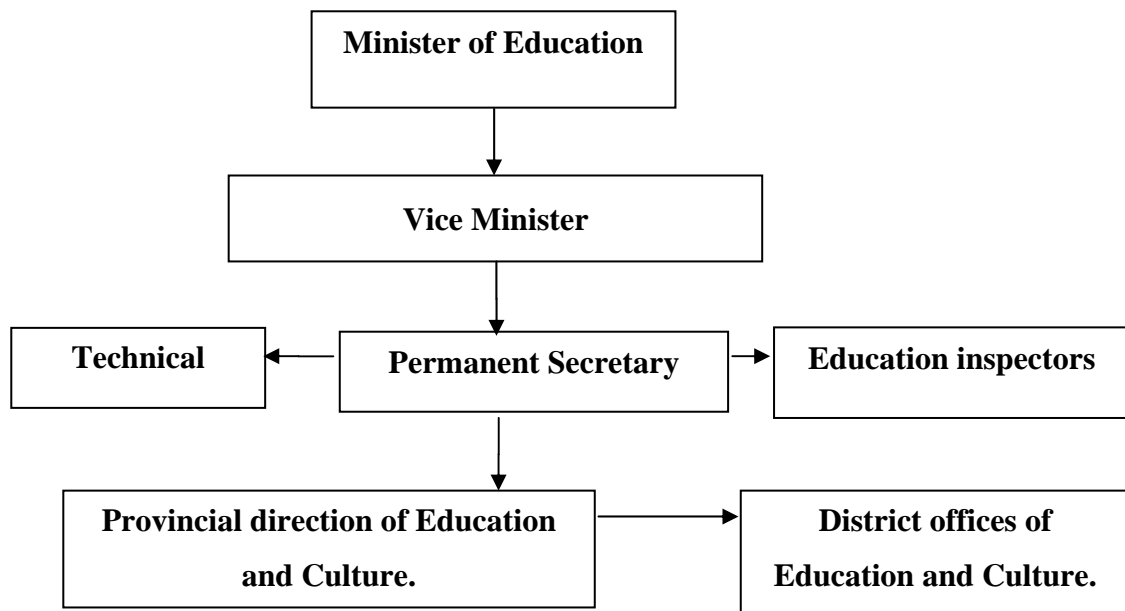 Minister of Education
Vice Minister
Technical
Permanent Secretary
Education inspectors
Provincial direction of Education
and Culture.
District offices of
Education and Culture.